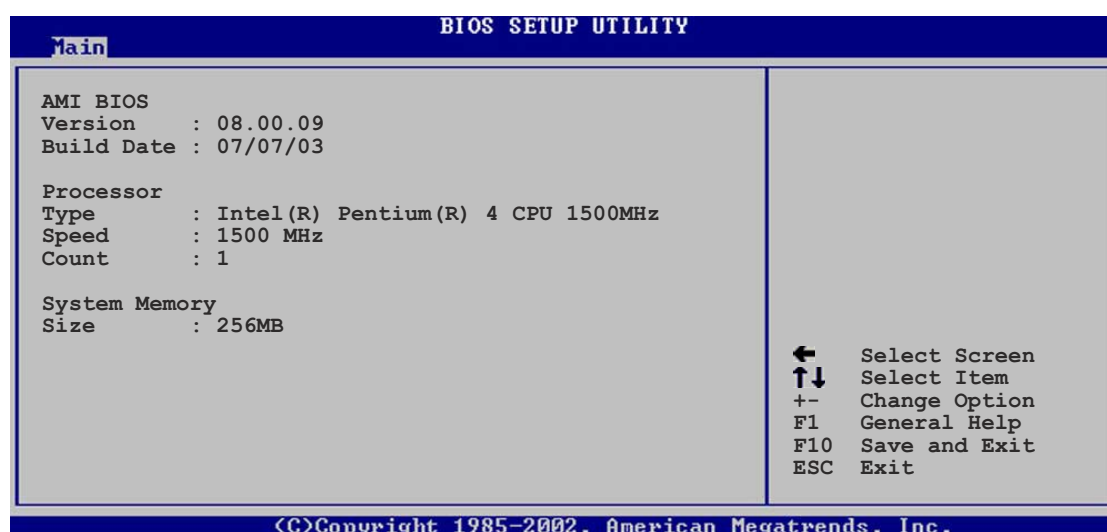 BIOS SETUP UTILITY
Main
AMI BIOS
Version : 08.00.09
Build Date : 07/07/03
Processor
Type : Intel(R) Pentium(R) 4 CPU 1500MHz
Speed : 1500 MHz
Count : 1
System Memory
Size : 256MB
← Select Screen
↑↓ Select Item
+- Change Option
F1 General Help
F10 Save and Exit
ESC Exit
(C)Copyright 1985-2002, American Megatrends, Inc.